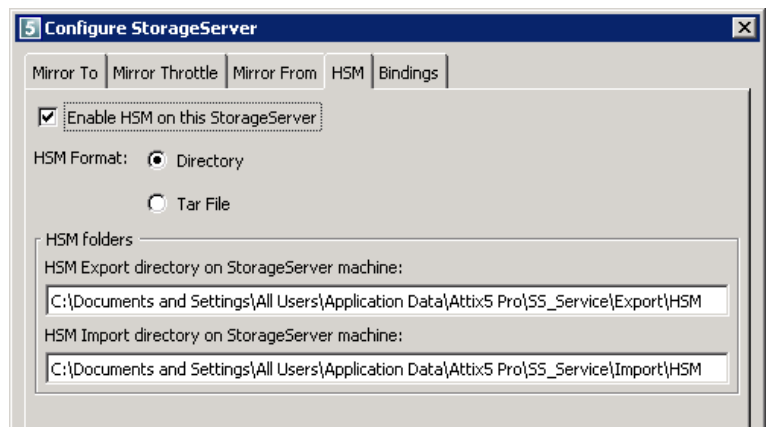 5 Configure StorageServer
Mirror To Mirror Throttle Mirror From HSM Bindings
Enable HSM on this StorageServer
HSM Format: Directory
Tar File
HSM folders
HSM Export directory on StorageServer machine:
C:\Documents and Settings\All Users\Application Data\Attix5 Pro\SS_Service\Export\HSM
HSM Import directory on StorageServer machine:
C:\Documents and Settings\All Users\Application Data\Attix5 Pro\SS_Service\Import\HSM